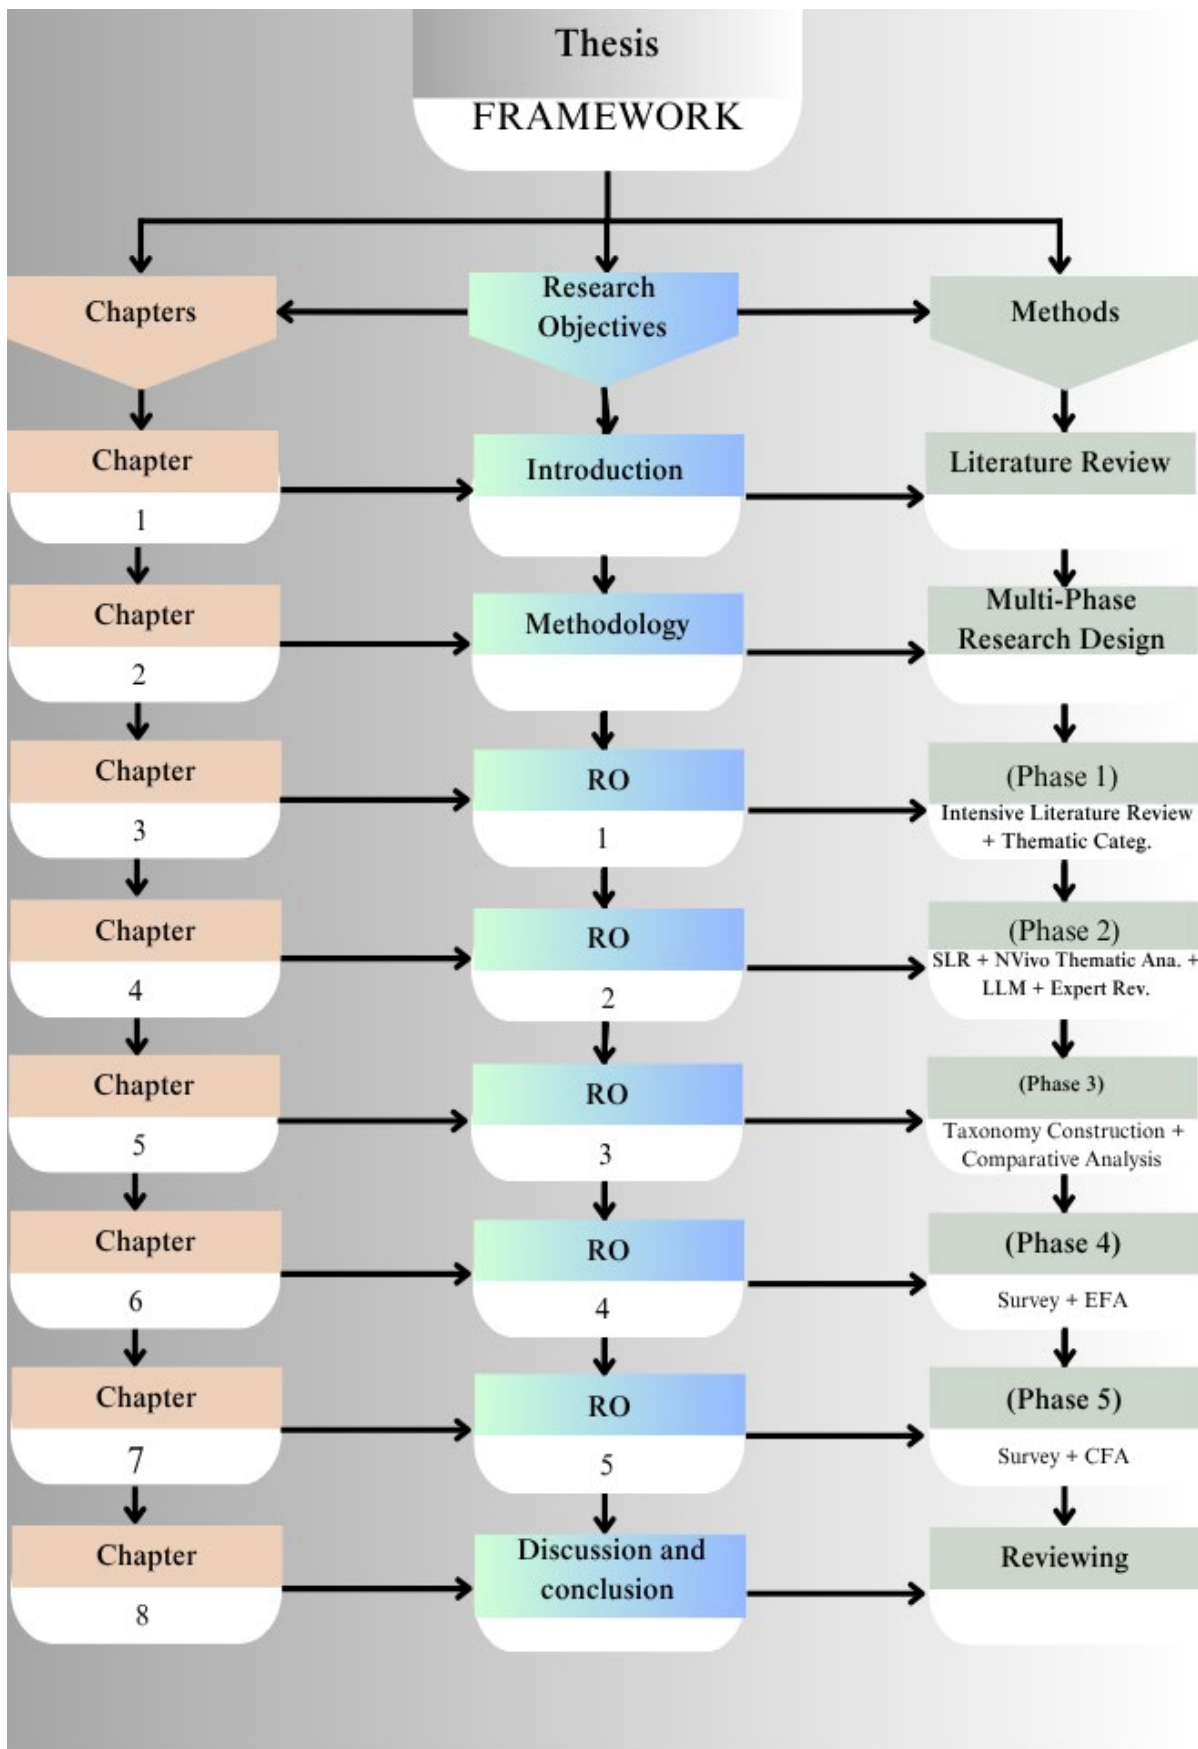 Thesis
FRAMEWORK
Chapters
Research
Objectives
Methods
Chapter
1
Introduction
Literature Review
Chapter
2
Methodology
Multi-Phase
Research Design
Chapter
3
RO
1
(Phase 1)
Intensive Literature Review
+ Thematic Categ.
Chapter
4
RO
2
(Phase 2)
SLR + NVivo Thematic Ana. +
LLM + Expert Rev.
Chapter
5
RO
3
(Phase 3)
Taxonomy Construction +
Comparative Analysis
Chapter
6
RO
4
(Phase 4)
Survey + EFA
Chapter
7
RO
5
(Phase 5)
Survey + CFA
Chapter
8
Discussion and
conclusion
Reviewing